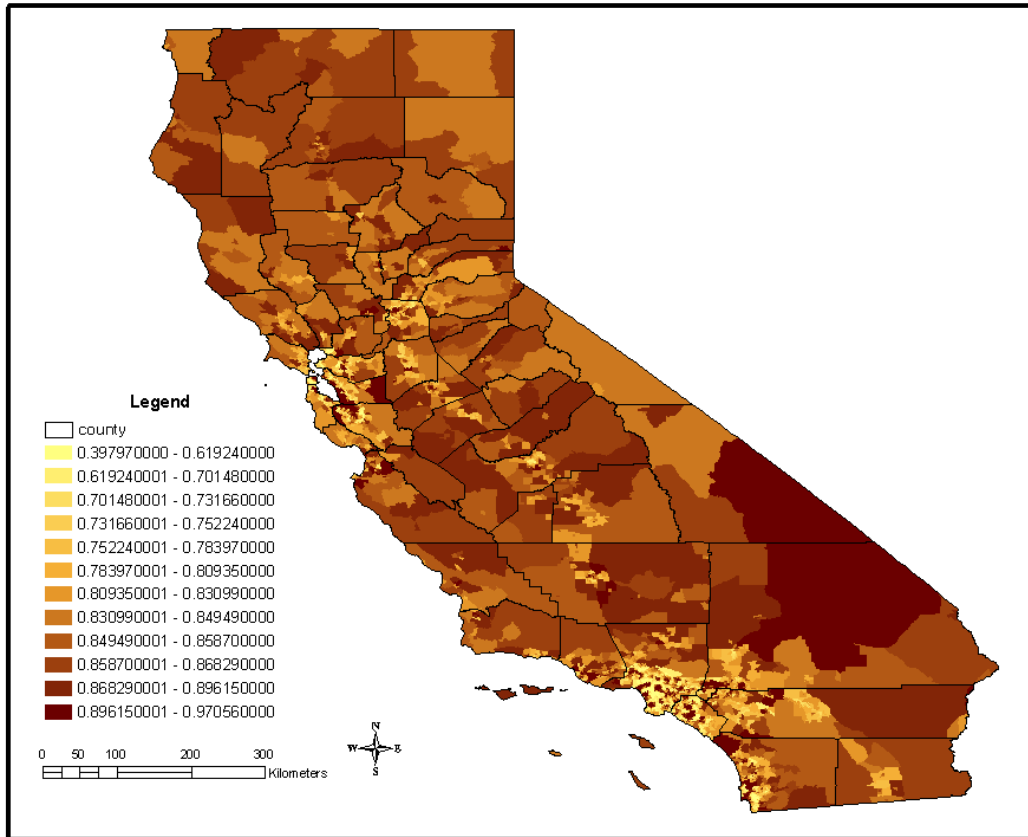 Legend
county
0.397970000 - 0.619240000
0.619240001 - 0.701480000
0.701480001 - 0.731660000
0.731660001 - 0.752240000
0.752240001 - 0.783970000
0.783970001 - 0.809350000
0.809350001 - 0.830990000
0.830990001 - 0.849490000
0.849490001 - 0.858700000
0.858700001 - 0.868290000
0.868290001 - 0.896150000
0.896150001 - 0.970560000
N
W E
S
0 50 100 200 300
Kilometers